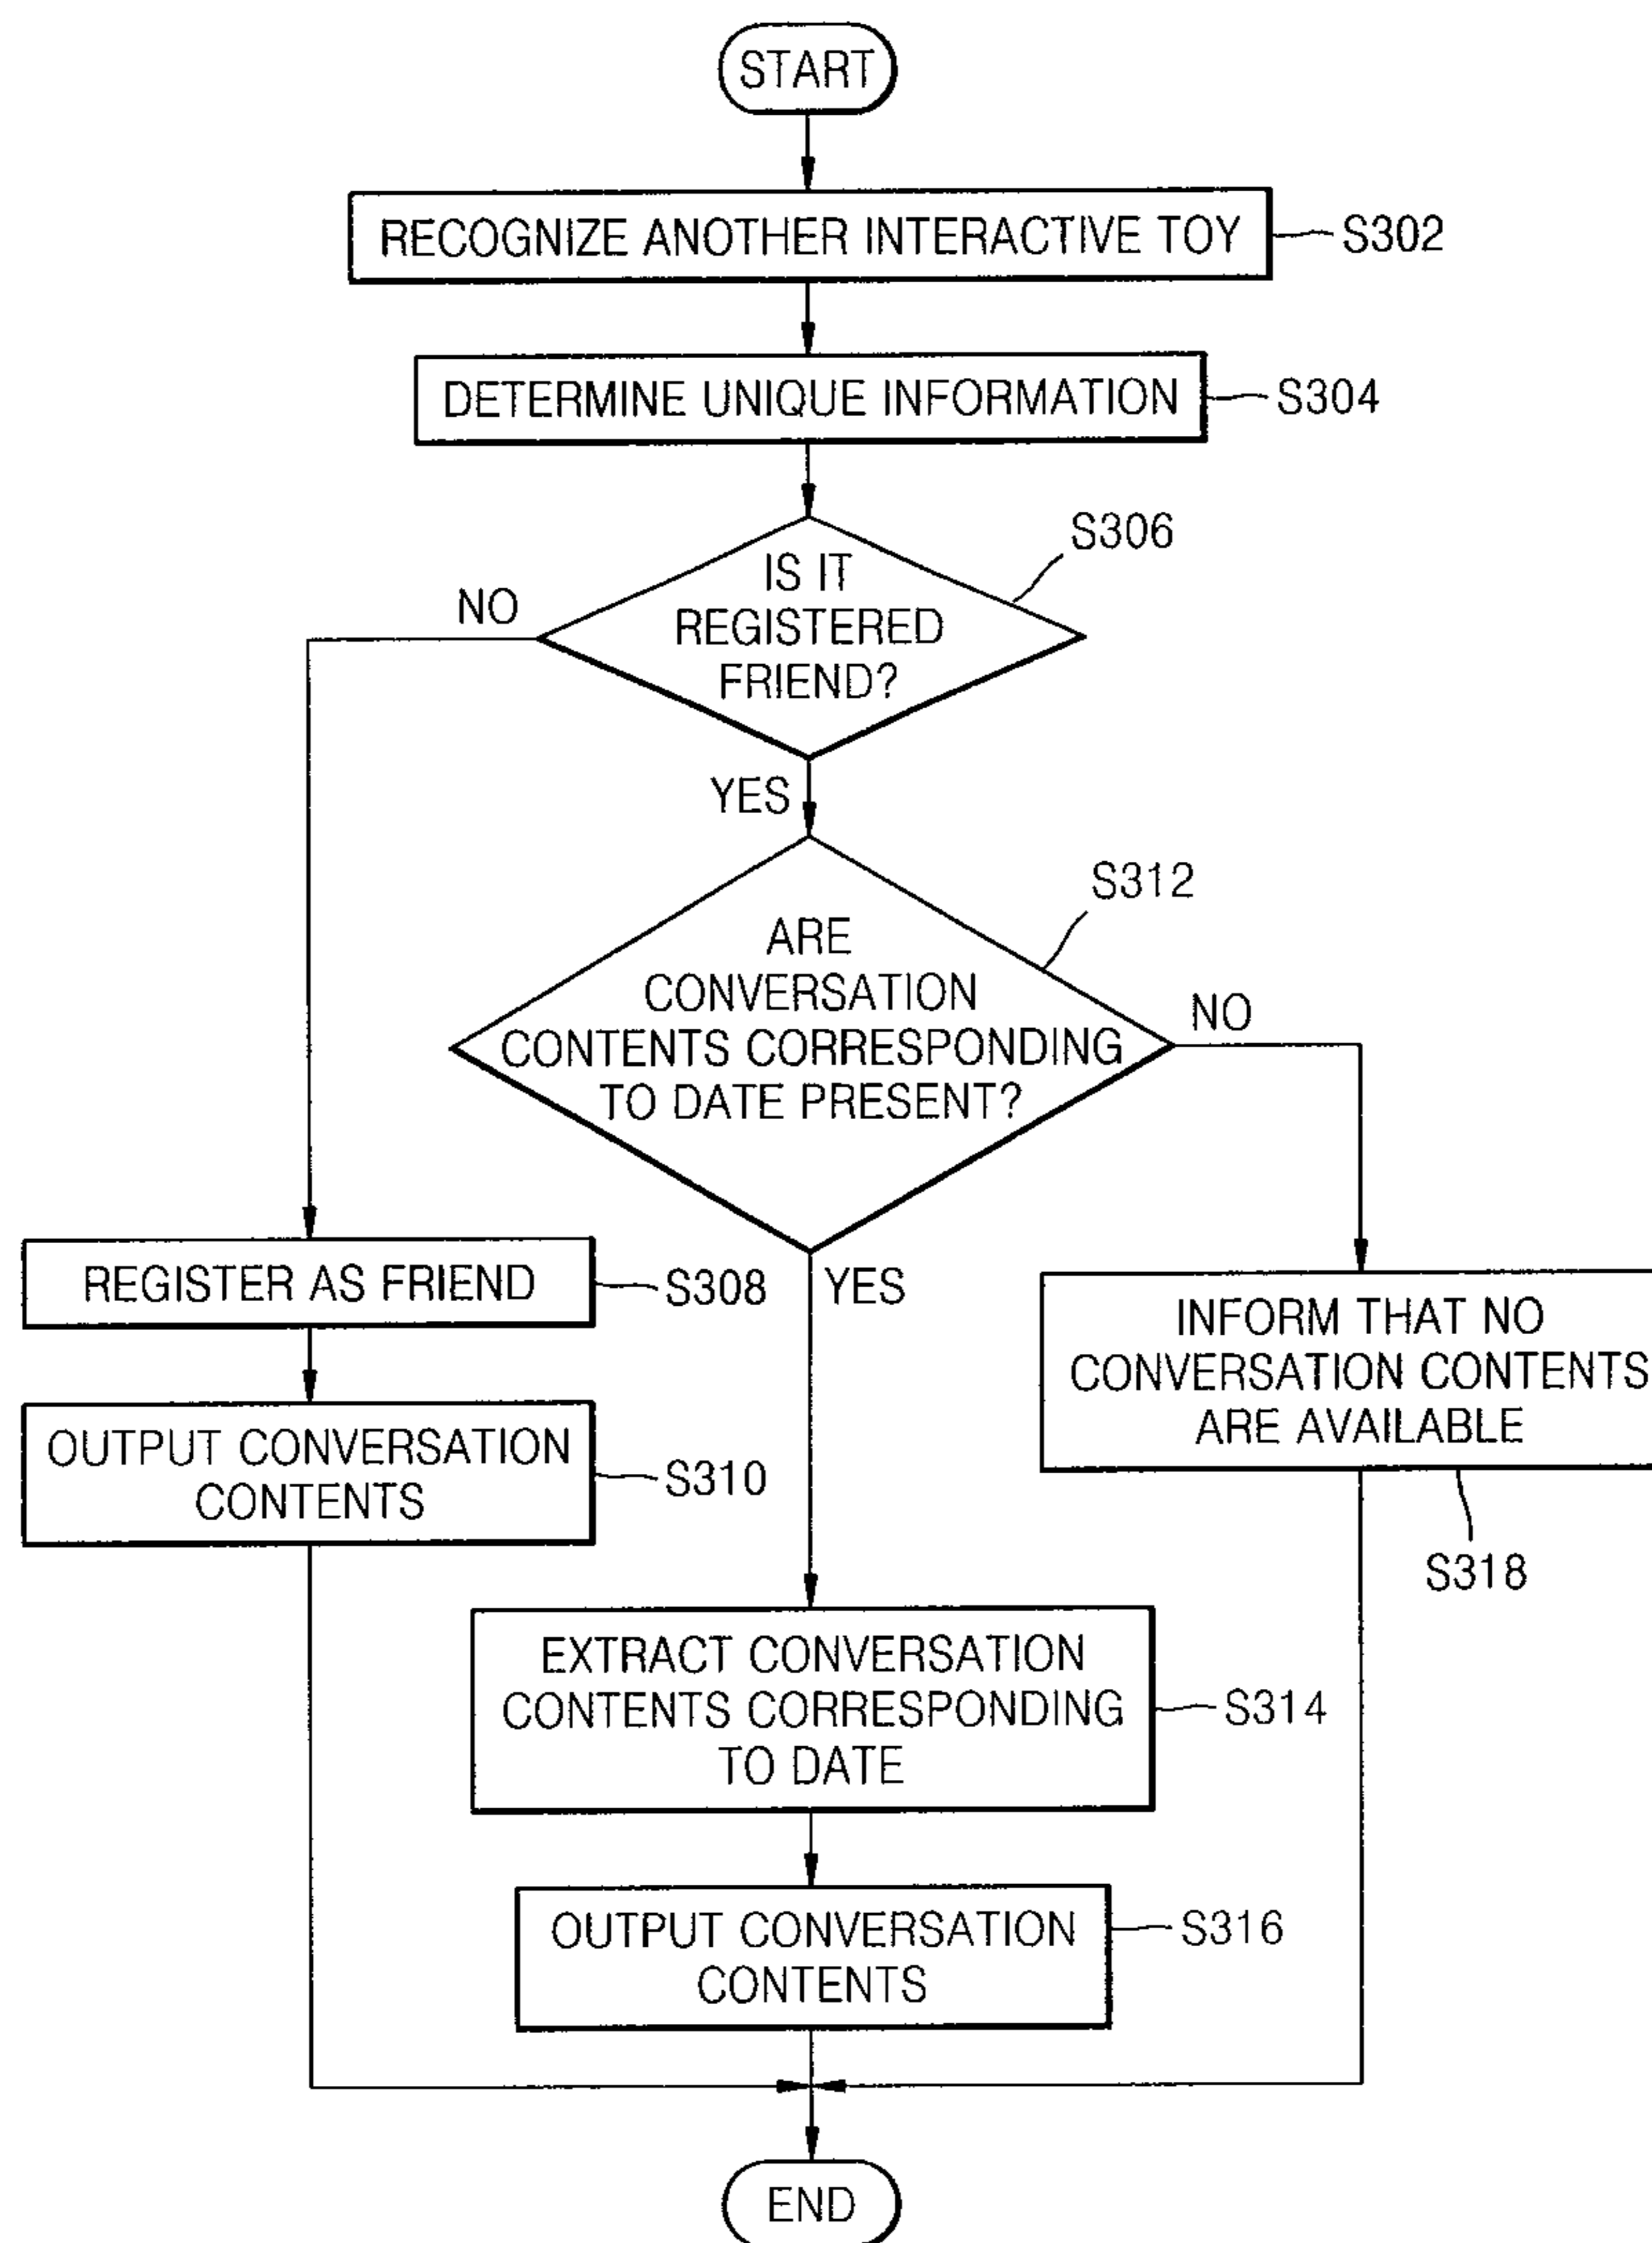 START
RECOGNIZE ANOTHER INTERACTIVE TOY
S302
DETERMINE UNIQUE INFORMATION
S304
IS IT
REGISTERED
FRIEND?
S306
NO
YES
ARE
CONVERSATION
CONTENTS CORRESPONDING
TO DATE PRESENT?
S312
NO
YES
REGISTER AS FRIEND
S308
OUTPUT CONVERSATION
CONTENTS
S310
INFORM THAT NO
CONVERSATION CONTENTS
ARE AVAILABLE
S318
EXTRACT CONVERSATION
CONTENTS CORRESPONDING
TO DATE
S314
OUTPUT CONVERSATION
CONTENTS
S316
END